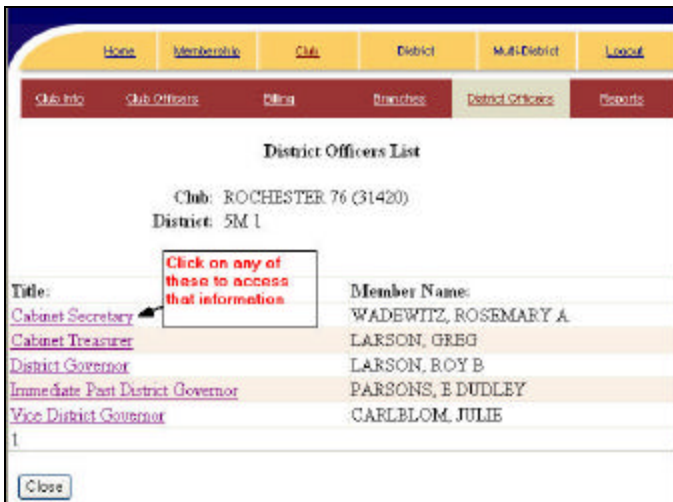 Home Membership Club District Multi-District Logout
Club Info Club Officers Billing Branches District Officers Reports
District Officers List
Club: ROCHESTER 76 (31420)
District: 5M 1
Click on any of
these to access
that information
Title: Member Name:
Cabinet Secretary WADEWITZ, ROSEMARY A
Cabinet Treasurer LARSON, GREG
District Governor LARSON, ROY B
Immediate Past District Governor PARSONS, E DUDLEY
Vice District Governor CARLBLOM, JULIE
1
Close